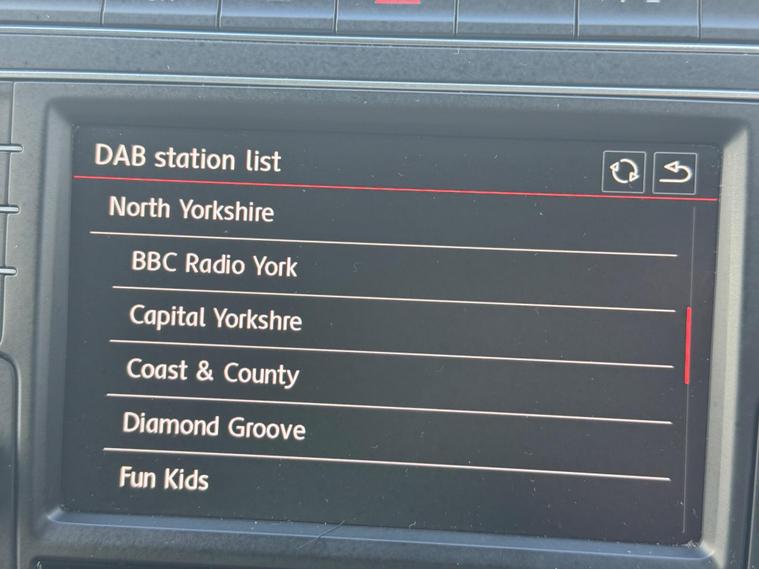 DAB station list
North Yorkshire
BBC Radio York
Capital Yorkshre
Coast & County
Diamond Groove
Fun Kids